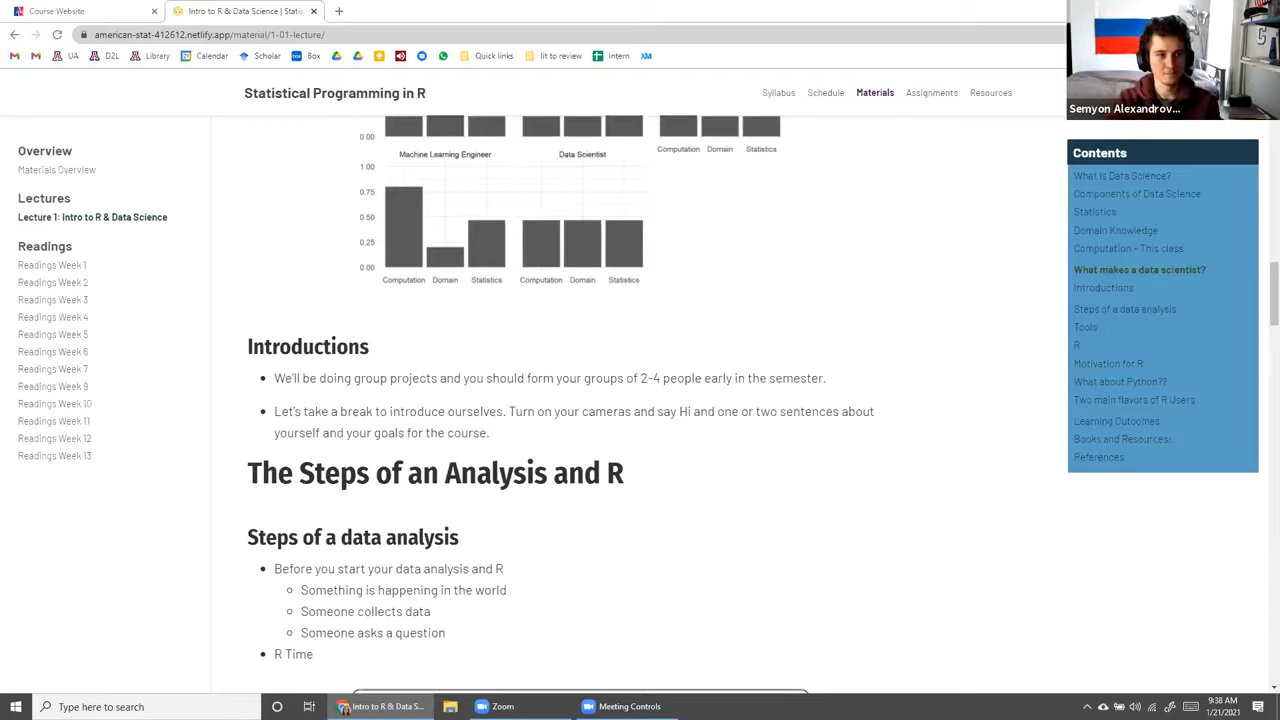 Course Website
Intro to R & Data Science | Stati
american-stat-412612.netlify.app/material/1-01-lecture/
UA
D2L
Library
Calendar
Scholar
Box
Quick links
lit to review
Intern
Statistical Programming in R
Syllabus
Schedule
Materials
Assignments
Resources
Semyon Alexandrov...
Overview
Materials Overview
Lectures
Lecture 1: Intro to R & Data Science
Readings
Readings Week 1
Readings Week 2
Readings Week 3
Readings Week 4
Readings Week 5
Readings Week 6
Readings Week 7
Readings Week 9
Readings Week 10
Readings Week 11
Readings Week 12
Readings Week 13
0.00
Computation Domain Statistics
Machine Learning Engineer
Data Scientist
1.00
0.75
0.50
0.25
0.00
Computation Domain Statistics
Computation Domain Statistics
Introductions
We'll be doing group projects and you should form your groups of 2-4 people early in the semester.
Let's take a break to introduce ourselves. Turn on your cameras and say Hi and one or two sentences about
yourself and your goals for the course.
The Steps of an Analysis and R
Steps of a data analysis
Before you start your data analysis and R
Something is happening in the world
Someone collects data
Someone asks a question
R Time
Contents
What Is Data Science?
Components of Data Science
Statistics
Domain Knowledge
Computation – This class
What makes a data scientist?
Introductions
Steps of a data analysis
Tools
R
Motivation for R
What about Python??
Two main flavors of R Users
Learning Outcomes
Books and Resources:
References
Type here to search
Intro to R & Data S...
Zoom
Meeting Controls
9:38 AM
1/21/2021